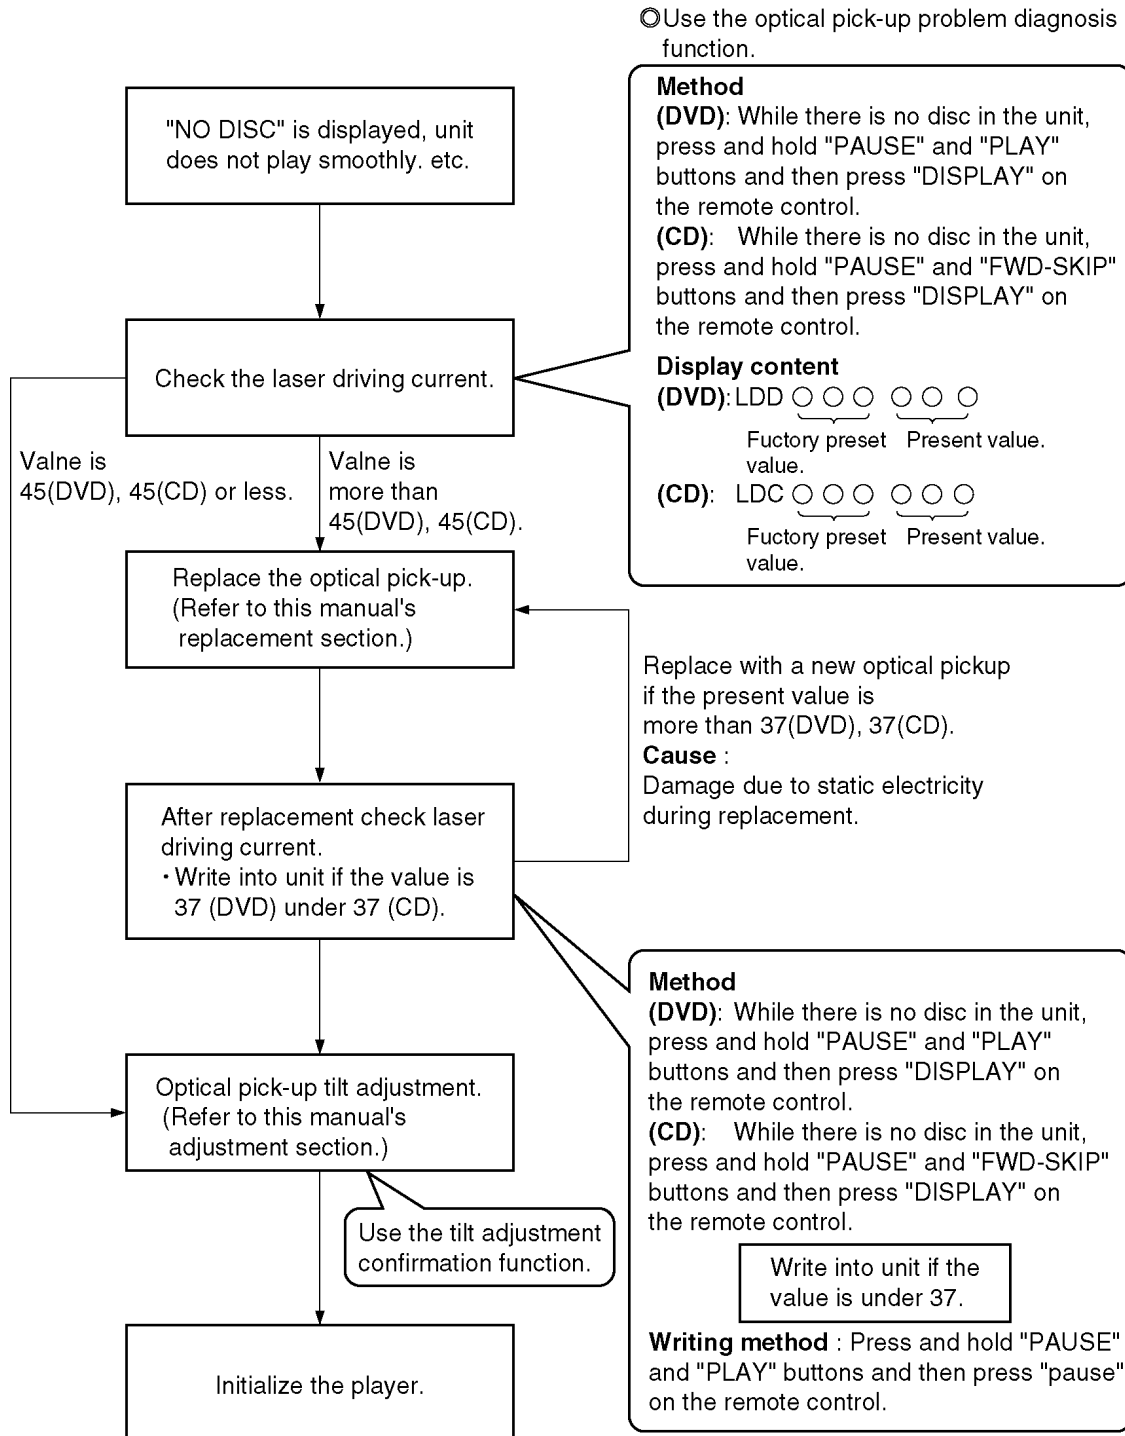 ◎Use the optical pick-up problem diagnosis
function.
"NO DISC" is displayed, unit
does not play smoothly. etc.
Method
(DVD): While there is no disc in the unit,
press and hold "PAUSE" and "PLAY"
buttons and then press "DISPLAY" on
the remote control.
(CD): While there is no disc in the unit,
press and hold "PAUSE" and "FWD-SKIP"
buttons and then press "DISPLAY" on
the remote control.
Display content
(DVD): LDD ○ ○ ○ ○ ○ ○
Fuctory preset Present value.
value.
(CD): LDC ○ ○ ○ ○ ○ ○
Fuctory preset Present value.
value.
Check the laser driving current.
Valne is
45(DVD), 45(CD) or less.
Valne is
more than
45(DVD), 45(CD).
Replace the optical pick-up.
(Refer to this manual's
replacement section.)
Replace with a new optical pickup
if the present value is
more than 37(DVD), 37(CD).
Cause :
Damage due to static electricity
during replacement.
After replacement check laser
driving current.
・Write into unit if the value is
37 (DVD) under 37 (CD).
Method
(DVD): While there is no disc in the unit,
press and hold "PAUSE" and "PLAY"
buttons and then press "DISPLAY" on
the remote control.
(CD): While there is no disc in the unit,
press and hold "PAUSE" and "FWD-SKIP"
buttons and then press "DISPLAY" on
the remote control.
Write into unit if the
value is under 37.
Writing method : Press and hold "PAUSE"
and "PLAY" buttons and then press "pause"
on the remote control.
Optical pick-up tilt adjustment.
(Refer to this manual's
adjustment section.)
Use the tilt adjustment
confirmation function.
Initialize the player.